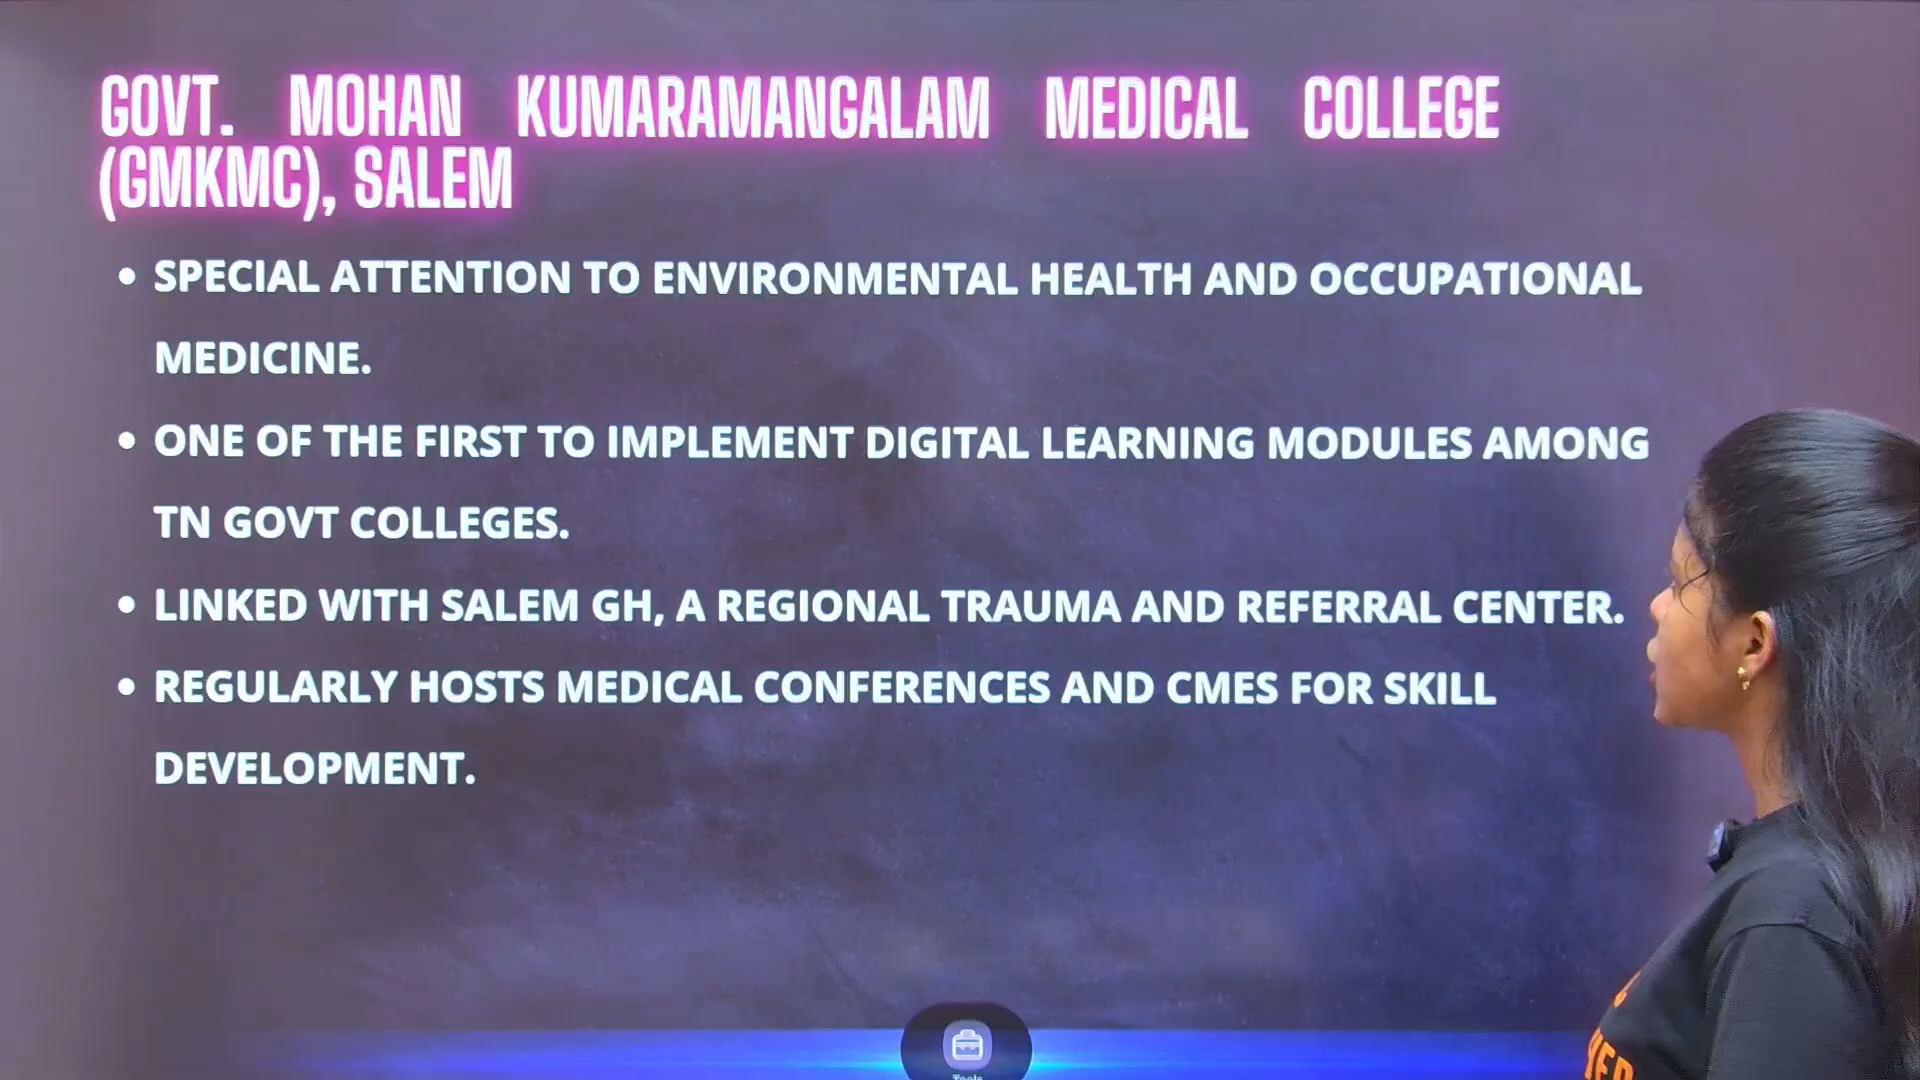 GOVT. MOHAN KUMARAMANGALAM MEDICAL COLLEGE
(GMKMC), SALEM
• SPECIAL ATTENTION TO ENVIRONMENTAL HEALTH AND OCCUPATIONAL
MEDICINE.
• ONE OF THE FIRST TO IMPLEMENT DIGITAL LEARNING MODULES AMONG
TN GOVT COLLEGES.
• LINKED WITH SALEM GH, A REGIONAL TRAUMA AND REFERRAL CENTER.
• REGULARLY HOSTS MEDICAL CONFERENCES AND CMES FOR SKILL
DEVELOPMENT.
Tools